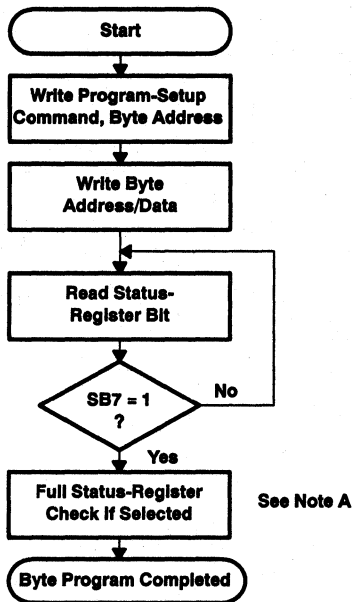 Start
Write Program-Setup
Command, Byte Address
Write Byte
Address/Data
Read Status-
Register Bit
SB7 = 1
?
No
Yes
Full Status-Register
Check if Selected
See Note A
Byte Program Completed